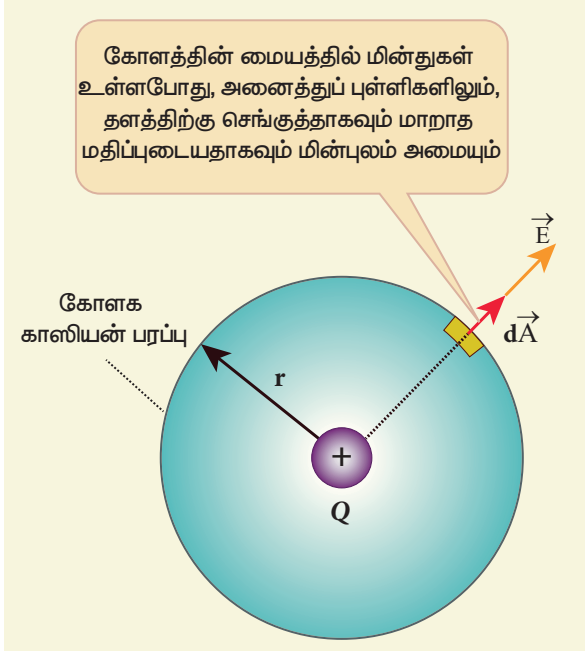 கோளத்தின் மையத்தில் மின்துகள்
உள்ளபோது, அனைத்துப் புள்ளிகளிலும்,
தளத்திற்கு செங்குத்தாகவும் மாறாத
மதிப்புடையதாகவும் மின்புலம் அமையும்
E⃗
dA⃗
கோளக
காஸியன் பரப்பு
r
+
Q